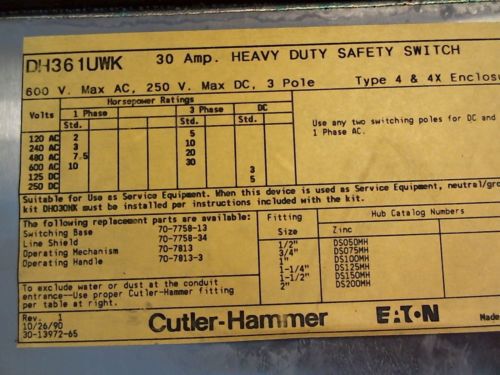 DH361UWK 30 Amp. HEAVY DUTY SAFETY SWITCH
600 V. Max AC, 250 V. Max DC, 3 Pole Type 4 & 4X Enclosu
Horsepower Ratings
Volts 1 Phase 3 Phase DC
Std. Std. Std.
120 AC 2
240 AC 3 5
480 AC 7.5 10
600 AC 10 20
125 DC 30 3
250 DC 5
Use any two switching poles for DC and
1 Phase AC.
Suitable for Use as Service Equipment. When this device is used as Service Equipment, neutral/gro
kit DH030NK must be installed per instructions included with the kit.
The following replacement parts are available:
Switching Base 70-7758-13
Line Shield 70-7758-34
Operating Mechanism 70-7813
Operating Handle 70-7813-3
To exclude water or dust at the conduit
entrance--Use proper Cutler-Hammer fitting
per table at right.
Fitting Hub Catalog Numbers
Size Zinc
1/2" DS050MH
3/4" DS075MH
1" DS100MH
1-1/4" DS125MH
1-1/2" DS150MH
2" DS200MH
Rev. 1
10/26/90
30-13972-65
Cutler-Hammer EATON Made